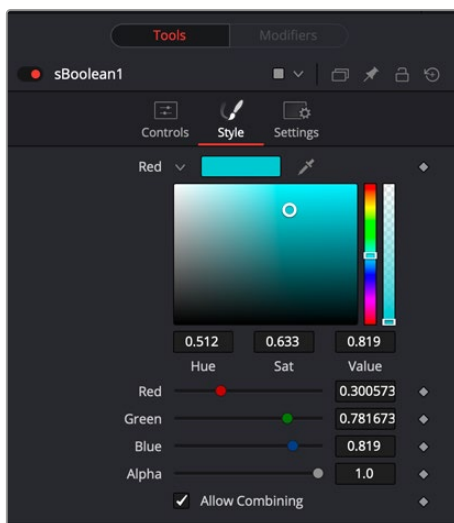 Tools Modifiers
sBoolean1
Controls Style Settings
Red
0.512 0.633 0.819
Hue Sat Value
Red 0.300573
Green 0.781673
Blue 0.819
Alpha 1.0
Allow Combining